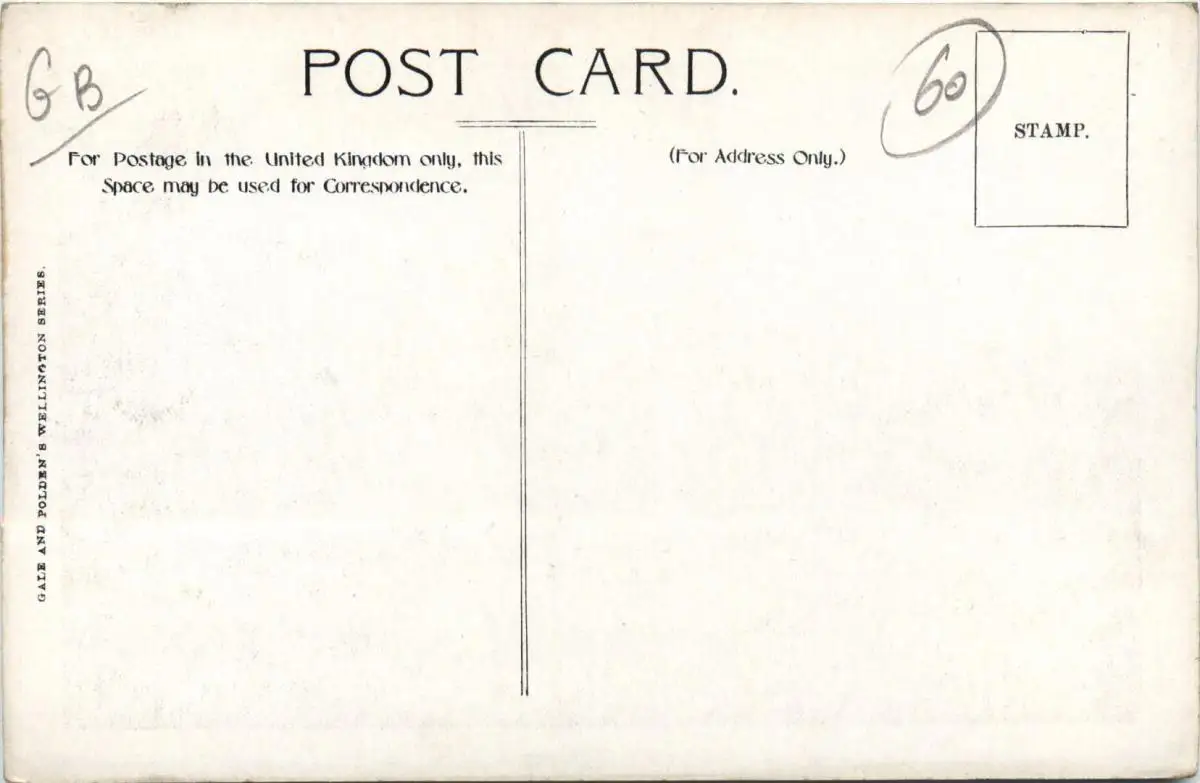 GB
60
POST CARD.
STAMP.
For Postage in the United Kingdom only, this
Space may be used for Correspondence.
(For Address Only.)
GALE AND POLDEN'S WELLINGTON SERIES.